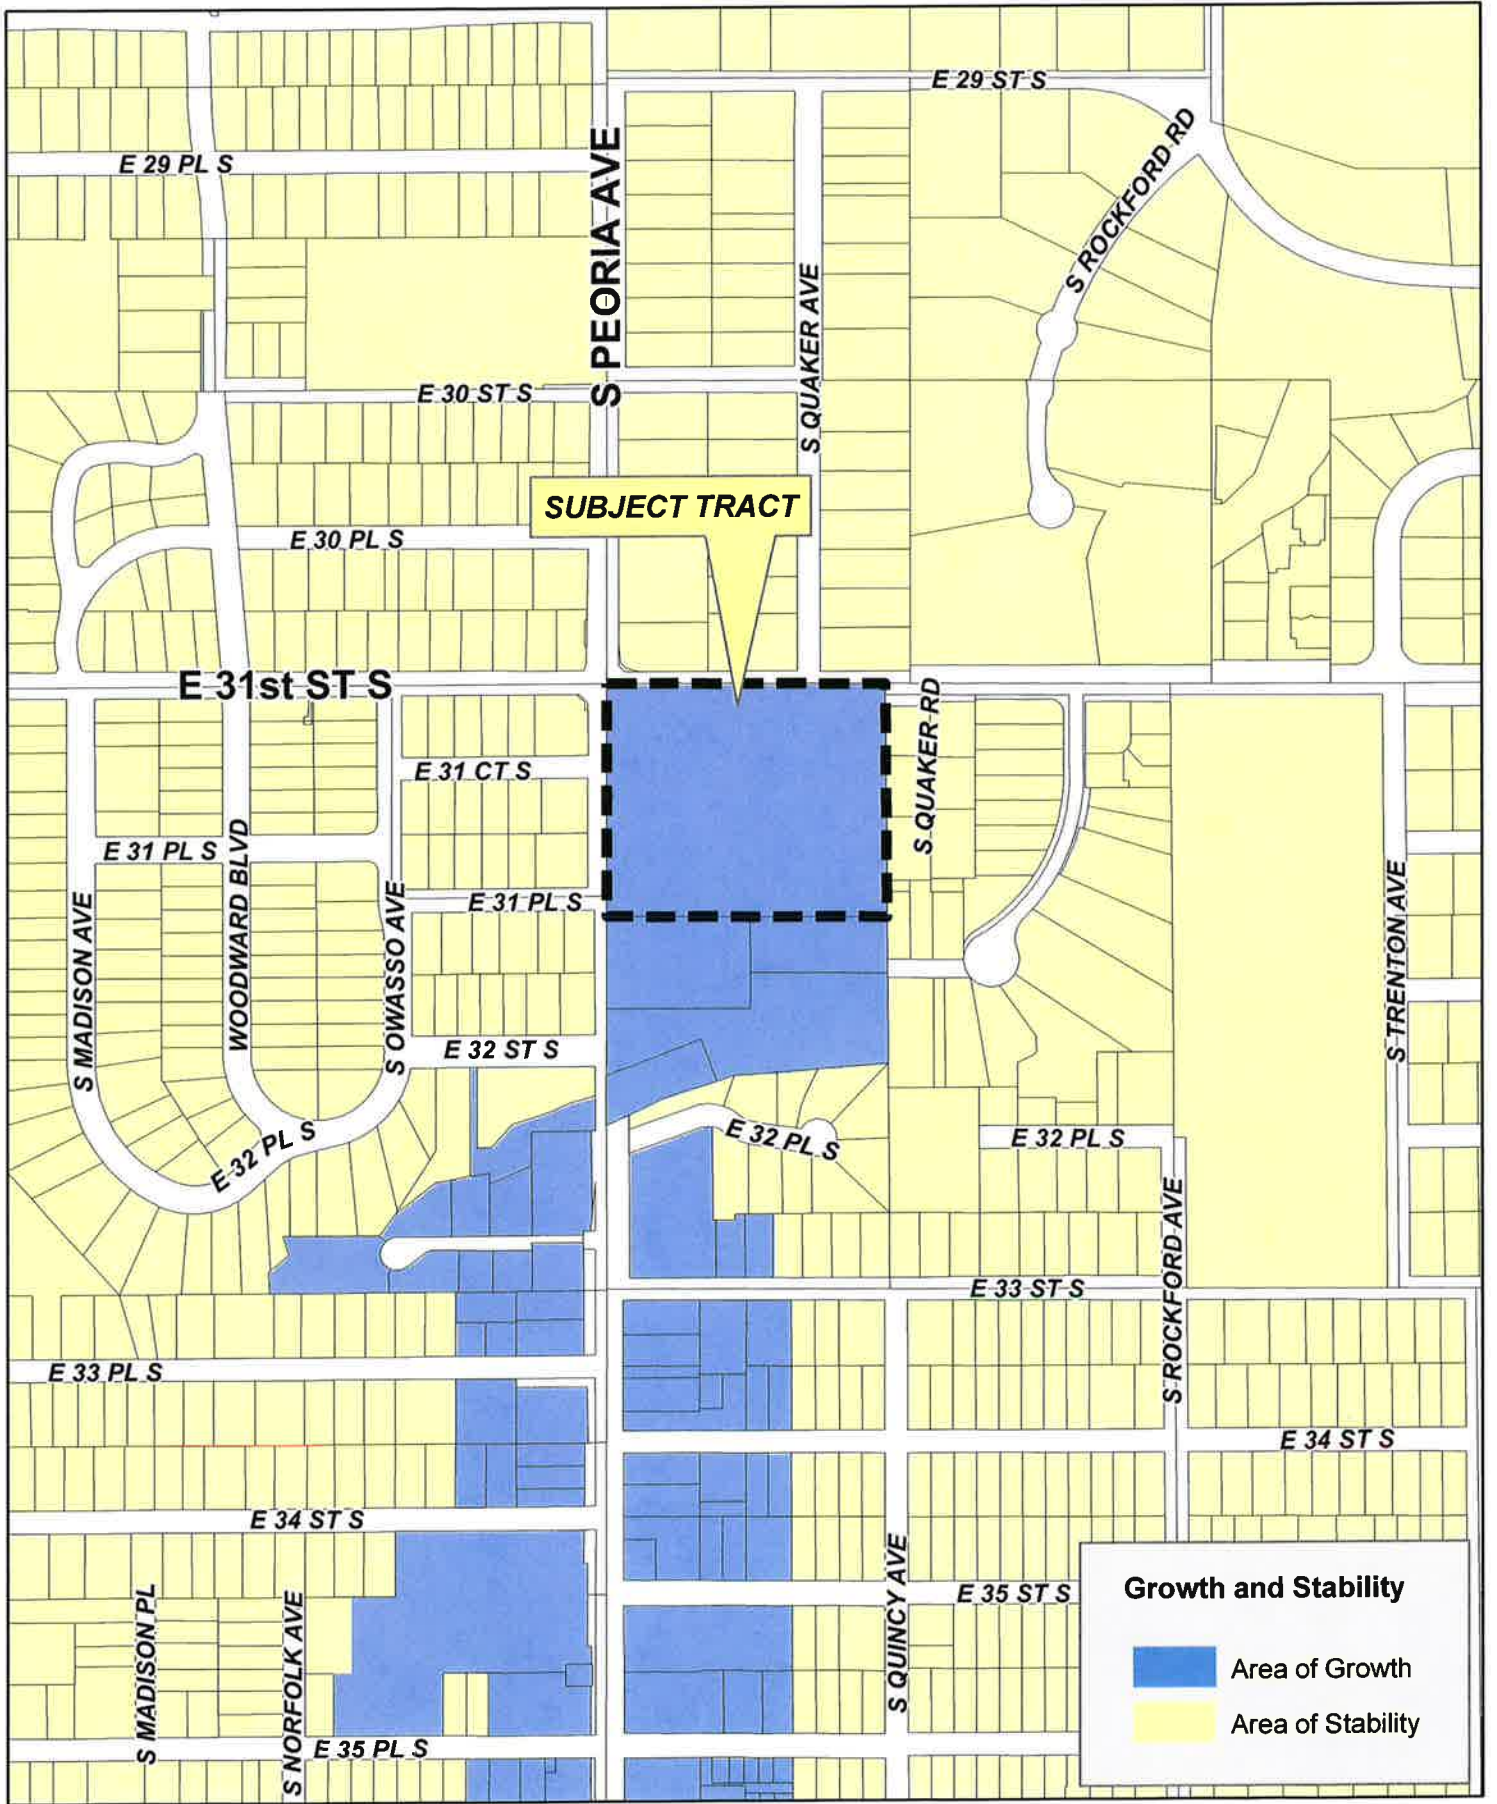 E 29 ST S
E 29 PL S
S PEORIA AVE
S ROCKFORD RD
S QUAKER AVE
E 30 ST S
SUBJECT TRACT
E 30 PL S
E 31st ST S
S QUAKER RD
E 31 CT S
E 31 PL S
WOODWARD BLVD
E 31 PL S
S MADISON AVE
S OWASSO AVE
S TRENTON AVE
E 32 ST S
E 32 PL S
E 32 PL S
E 32 PL S
S ROCKFORD AVE
E 33 ST S
E 33 PL S
E 34 ST S
E 34 ST S
S QUINCY AVE
E 35 ST S
S MADISON PL
S NORFOLK AVE
E 35 PL S
Growth and Stability
Area of Growth
Area of Stability